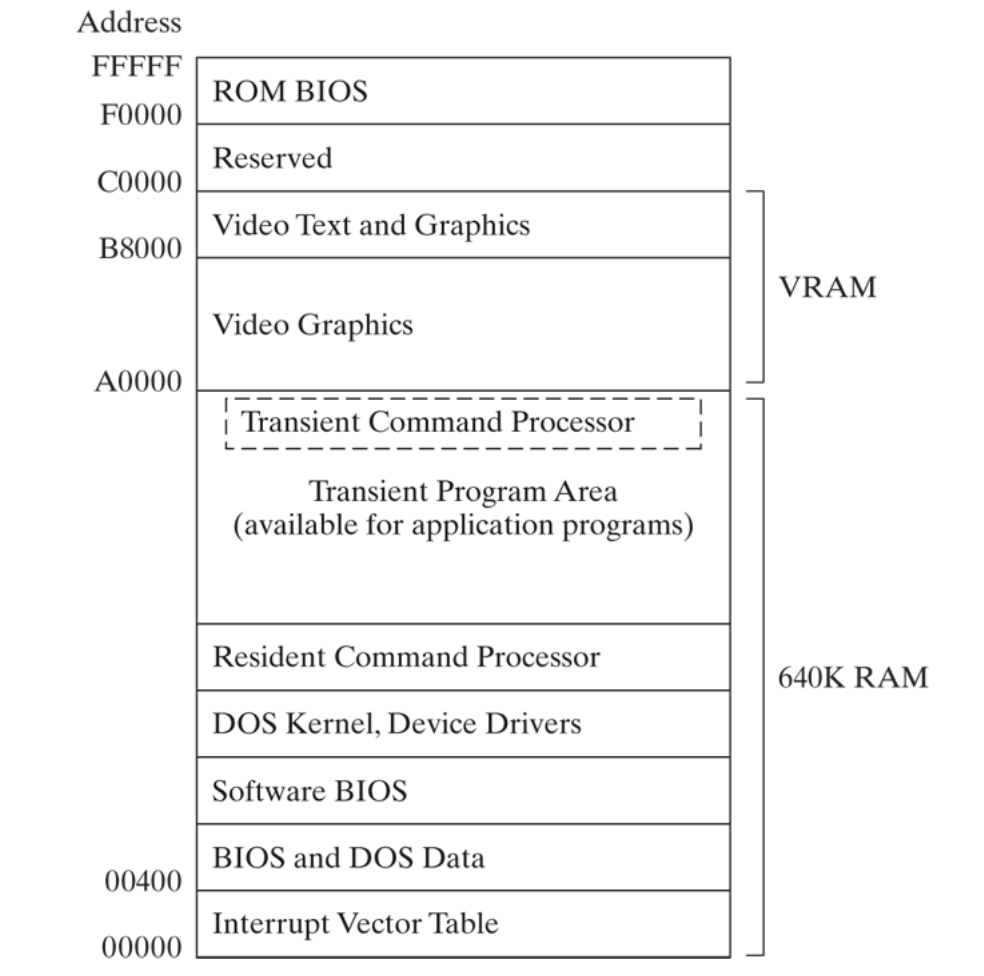 Address
FFFFF
ROM BIOS
F0000
Reserved
C0000
Video Text and Graphics
B8000
VRAM
Video Graphics
A0000
Transient Command Processor
Transient Program Area
(available for application programs)
Resident Command Processor
640K RAM
DOS Kernel, Device Drivers
Software BIOS
BIOS and DOS Data
00400
Interrupt Vector Table
00000